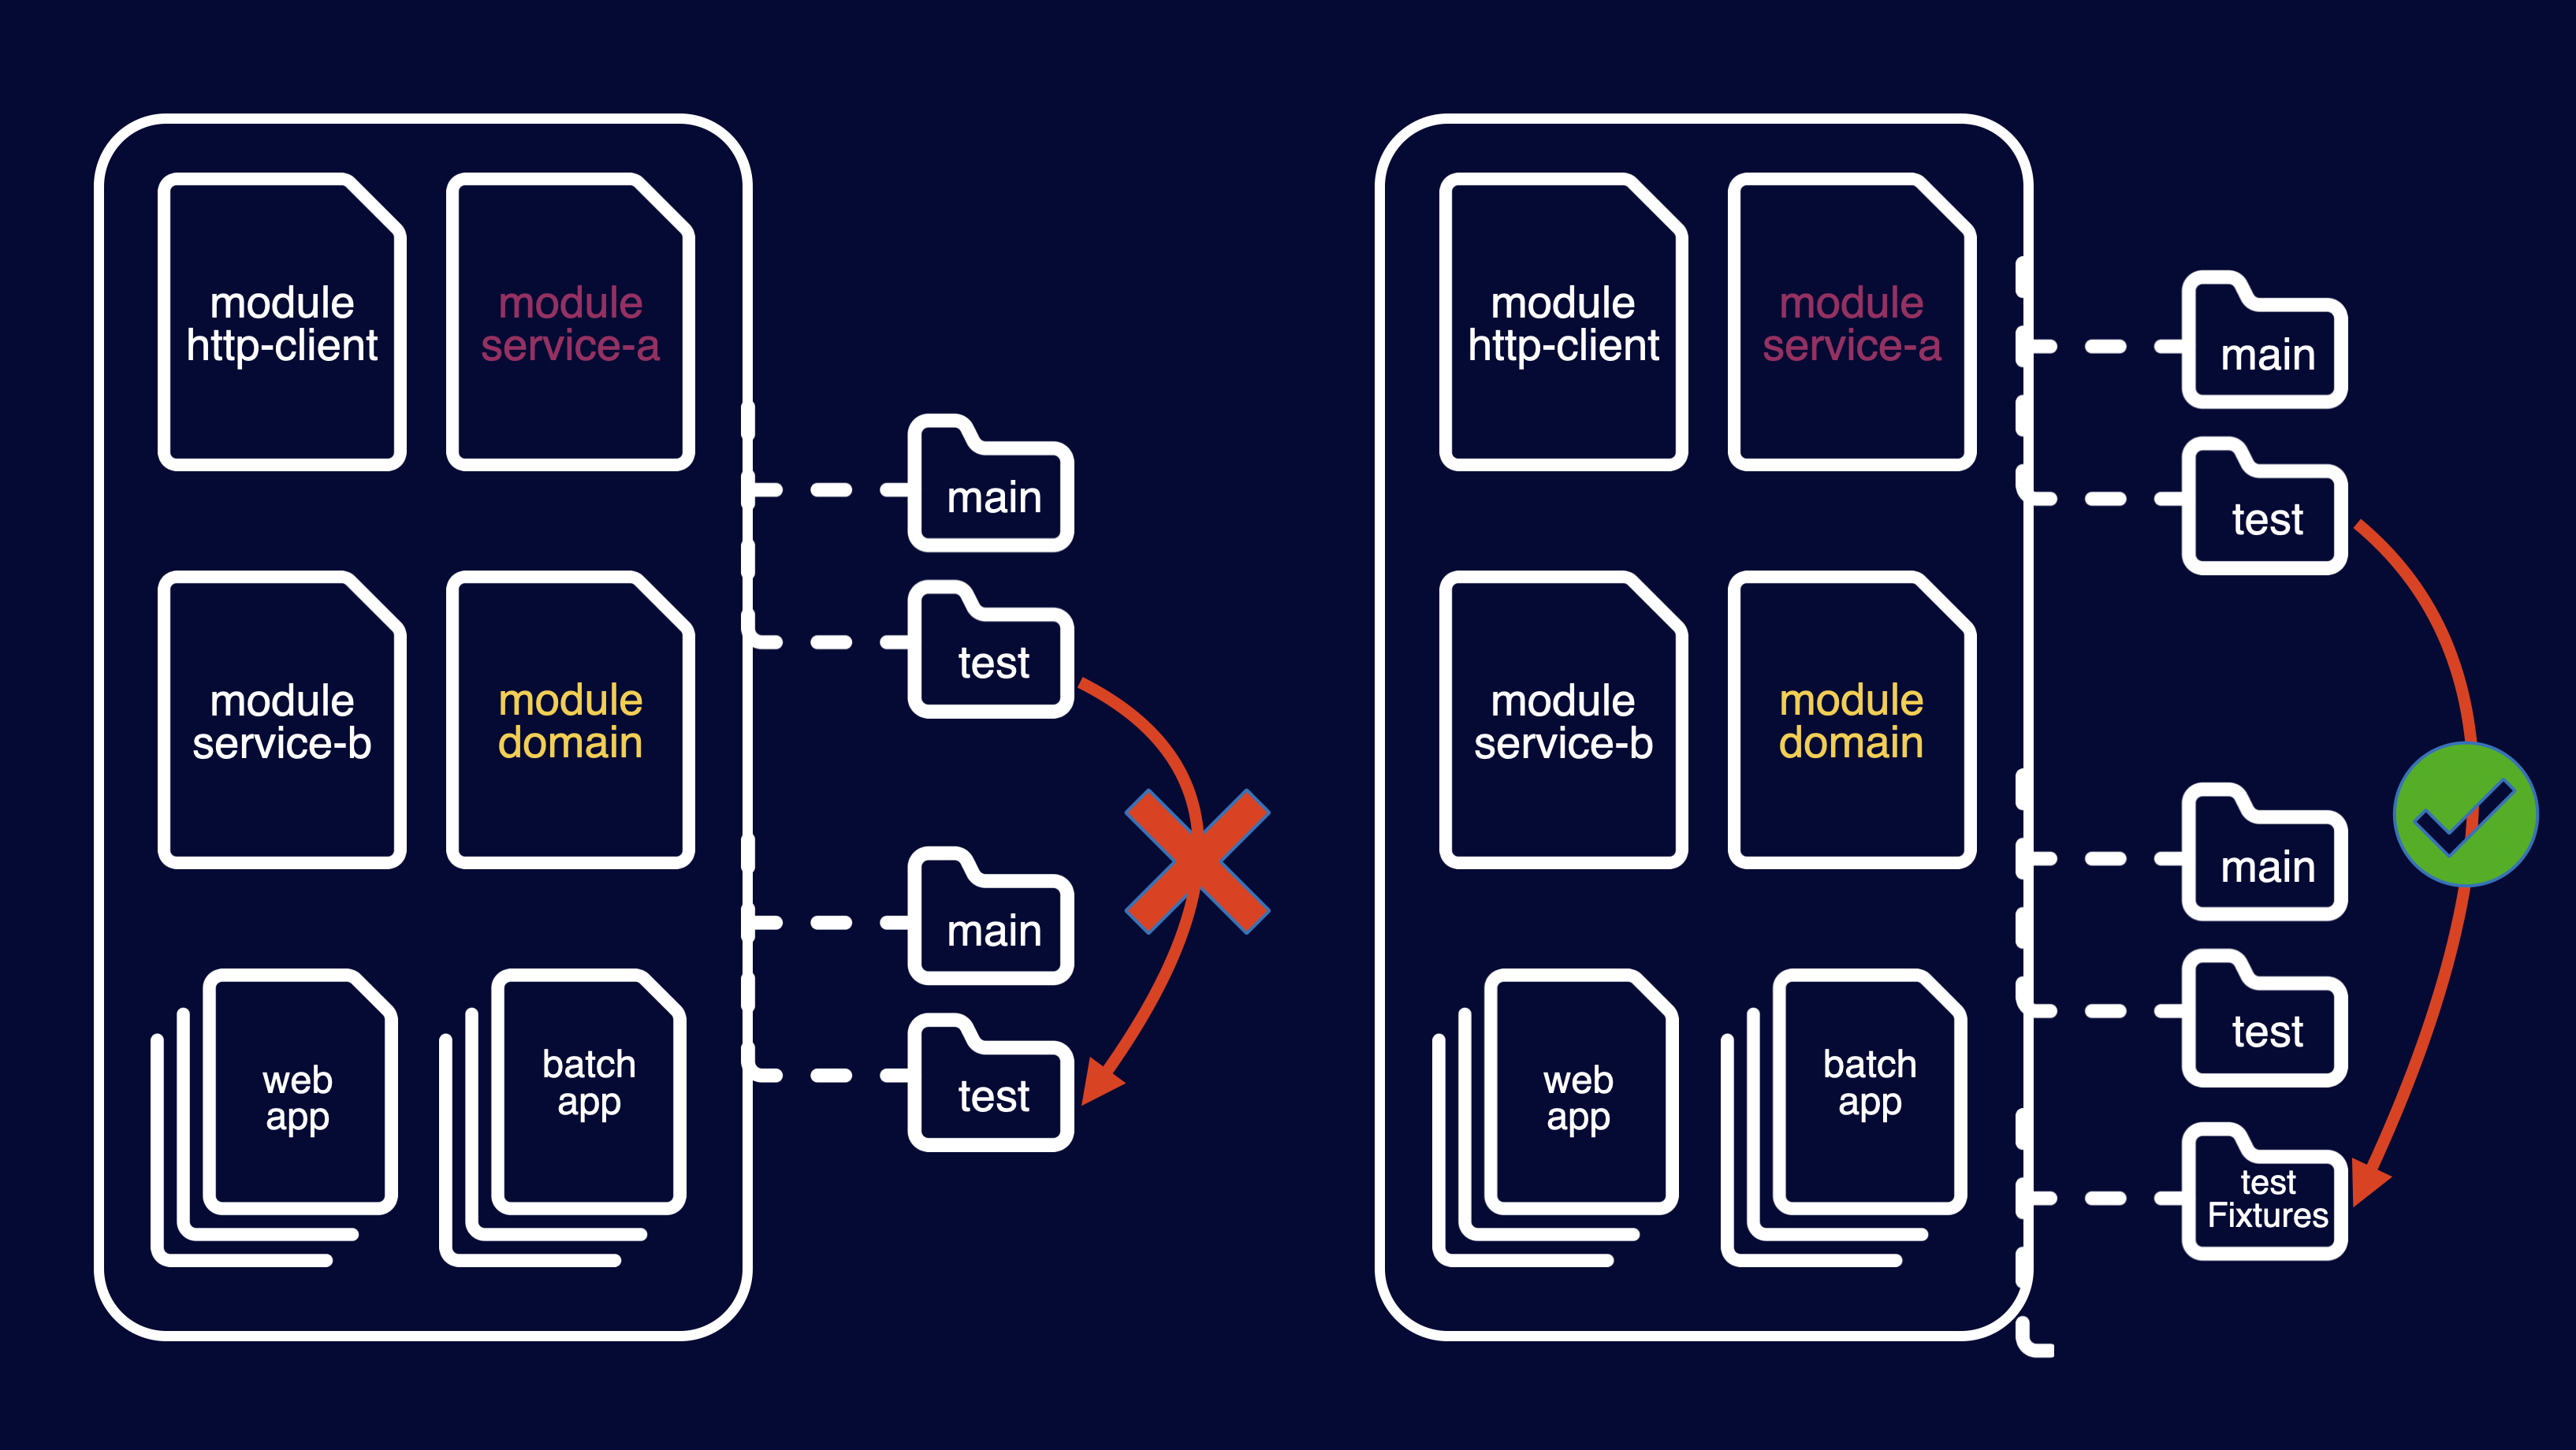 module
http-client
module
service-a
module
service-b
module
domain
web
app
batch
app
main
test
main
test
module
http-client
module
service-a
module
service-b
module
domain
web
app
batch
app
main
test
main
test
test
Fixtures